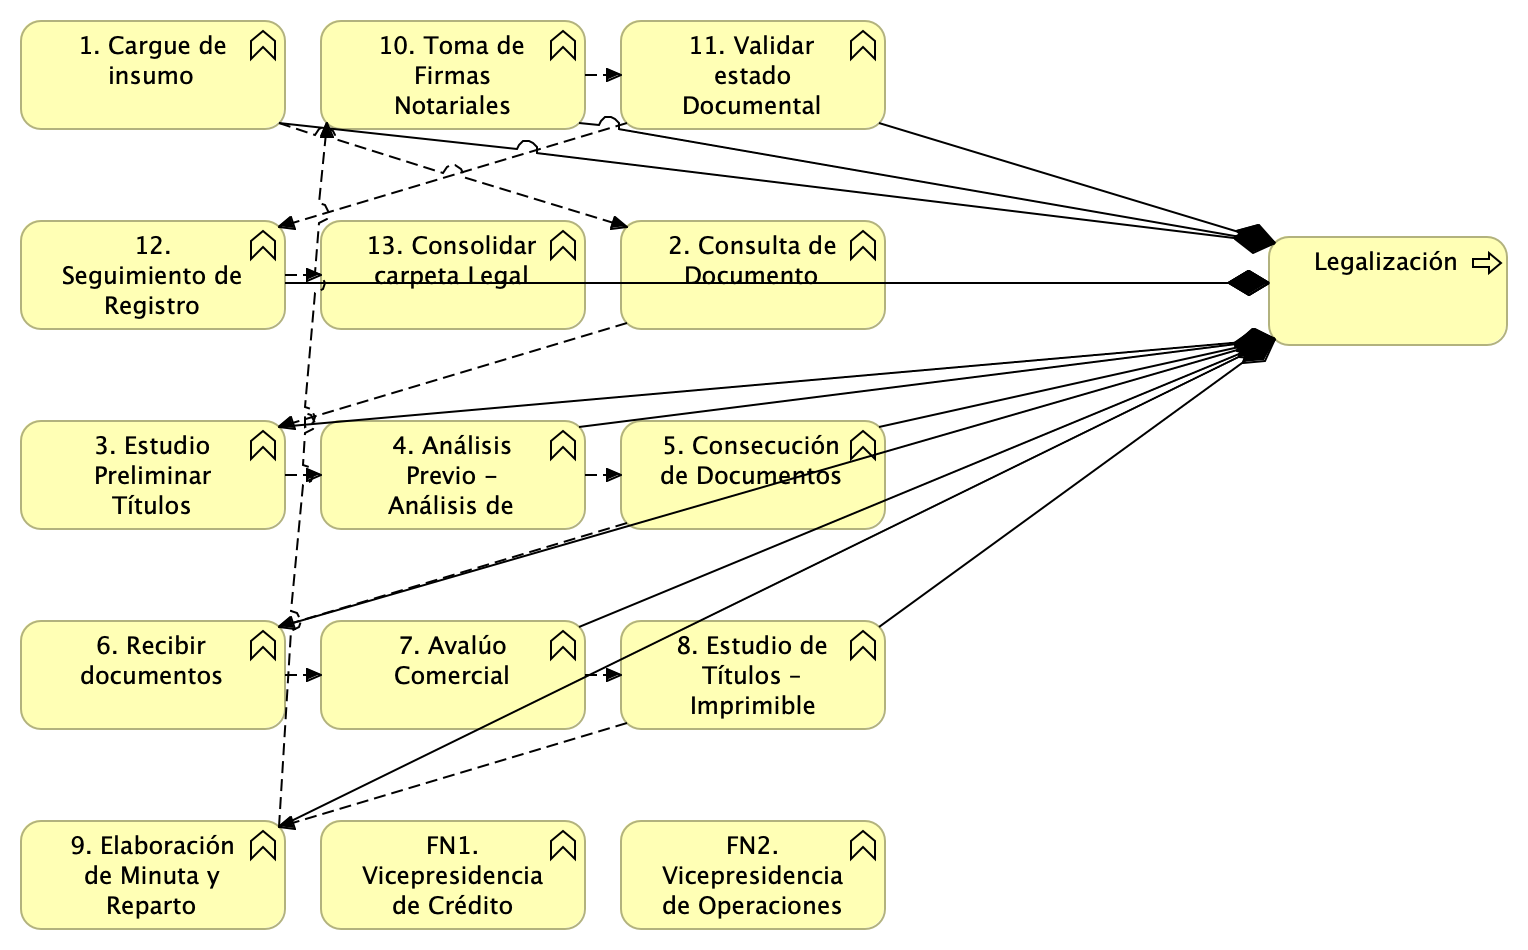 1. Cargue de
insumo
10. Toma de
Firmas
Notariales
11. Validar
estado
Documental
12.
Seguimiento de
Registro
13. Consolidar
carpeta Legal
2. Consulta de
Documento
Legalización
3. Estudio
Preliminar
Títulos
4. Análisis
Previo –
Análisis de
5. Consecución
de Documentos
6. Recibir
documentos
7. Avalúo
Comercial
8. Estudio de
Títulos –
Imprimible
9. Elaboración
de Minuta y
Reparto
FN1.
Vicepresidencia
de Crédito
FN2.
Vicepresidencia
de Operaciones